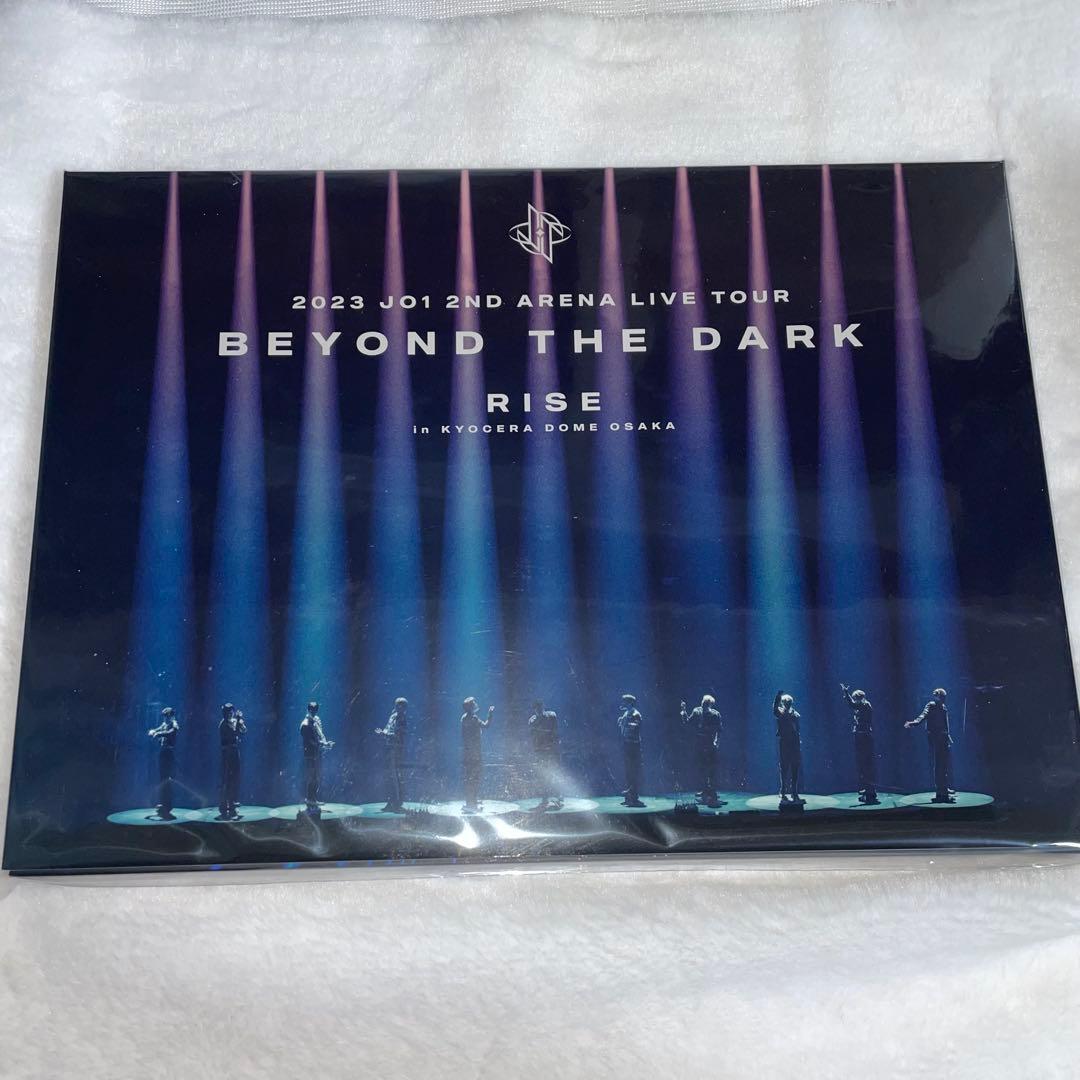 2023 JO1 2ND ARENA LIVE TOUR
BEYOND THE DARK
RISE
in KYOCERA DOME OSAKA